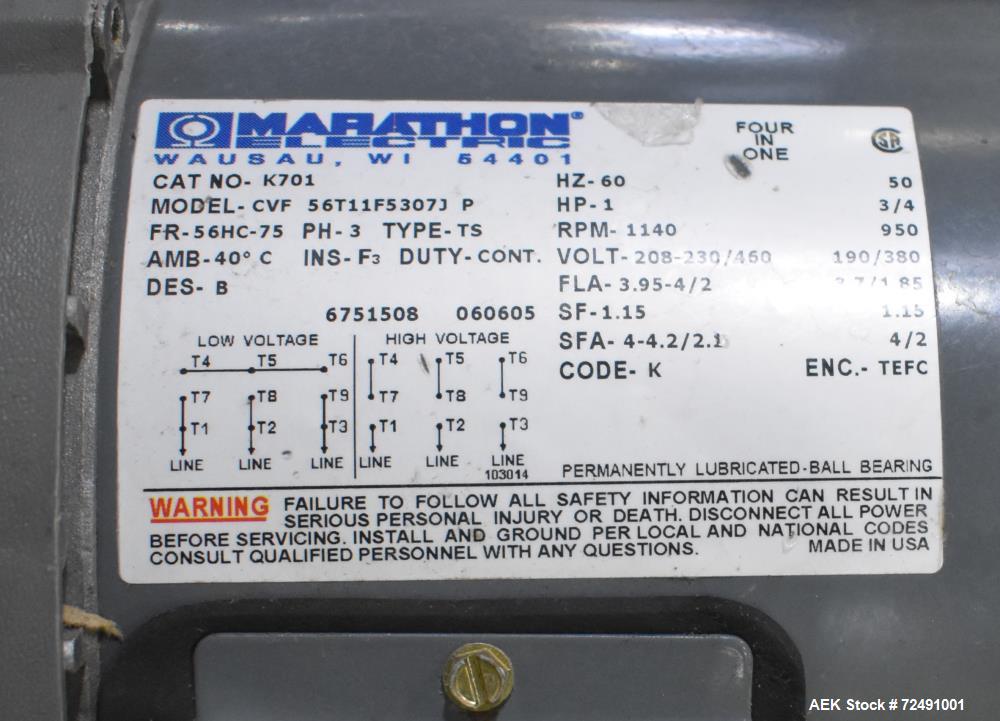 MARATHON®
ELECTRIC
WAUSAU, WI 54401
FOUR
IN
ONE
CAT NO- K701
HZ- 60 50
MODEL- CVF 56T11F5307J P
HP- 1 3/4
FR-56HC-75 PH- 3 TYPE-TS
RPM- 1140 950
AMB-40° C INS- F3 DUTY- CONT.
VOLT- 208-230/460 190/380
DES- B
FLA- 3.95-4/2
6751508 060605
SF-1.15 1.15
SFA- 4-4.2/2.1 4/2
CODE- K ENC.- TEFC
LOW VOLTAGE HIGH VOLTAGE
T4 T5 T6 T4 T5 T6
T7 T8 T9 T7 T8 T9
T1 T2 T3 T1 T2 T3
LINE LINE LINE LINE LINE LINE
103014
PERMANENTLY LUBRICATED-BALL BEARING
WARNING FAILURE TO FOLLOW ALL SAFETY INFORMATION CAN RESULT IN
SERIOUS PERSONAL INJURY OR DEATH. DISCONNECT ALL POWER
BEFORE SERVICING. INSTALL AND GROUND PER LOCAL AND NATIONAL CODES
CONSULT QUALIFIED PERSONNEL WITH ANY QUESTIONS. MADE IN USA
AEK Stock # 72491001